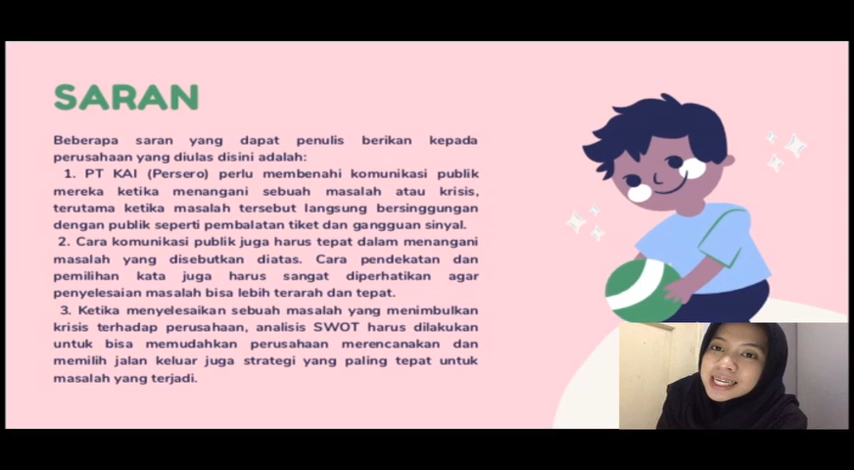 SARAN
Beberapa saran yang dapat penulis berikan kepada
perusahaan yang diulas disini adalah:
1. PT KAI (Persero) perlu membenahi komunikasi publik
mereka ketika menangani sebuah masalah atau krisis,
terutama ketika masalah tersebut langsung bersinggungan
dengan publik seperti pembalatan tiket dan gangguan sinyal.
2. Cara komunikasi publik juga harus tepat dalam menangani
masalah yang disebutkan diatas. Cara pendekatan dan
pemilihan kata juga harus sangat diperhatikan agar
penyelesaian masalah bisa lebih terarah dan tepat.
3. Ketika menyelesaikan sebuah masalah yang menimbulkan
krisis terhadap perusahaan, analisis SWOT harus dilakukan
untuk bisa memudahkan perusahaan merencanakan dan
memilih jalan keluar juga strategi yang paling tepat untuk
masalah yang terjadi.